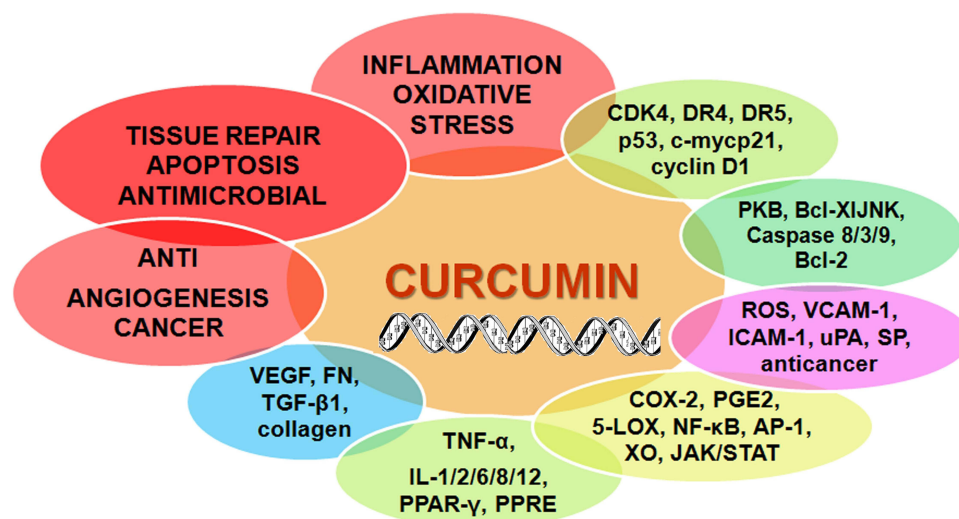 INFLAMMATION
OXIDATIVE
STRESS
CDK4, DR4, DR5,
p53, c-mycp21,
cyclin D1
TISSUE REPAIR
APOPTOSIS
ANTIMICROBIAL
PKB, Bcl-XlJNK,
Caspase 8/3/9,
Bcl-2
ANTI
ANGIOGENESIS
CANCER
CURCUMIN
ROS, VCAM-1,
ICAM-1, uPA, SP,
anticancer
VEGF, FN,
TGF-β1,
collagen
COX-2, PGE2,
5-LOX, NF-κB, AP-1,
XO, JAK/STAT
TNF-α,
IL-1/2/6/8/12,
PPAR-γ, PPRE